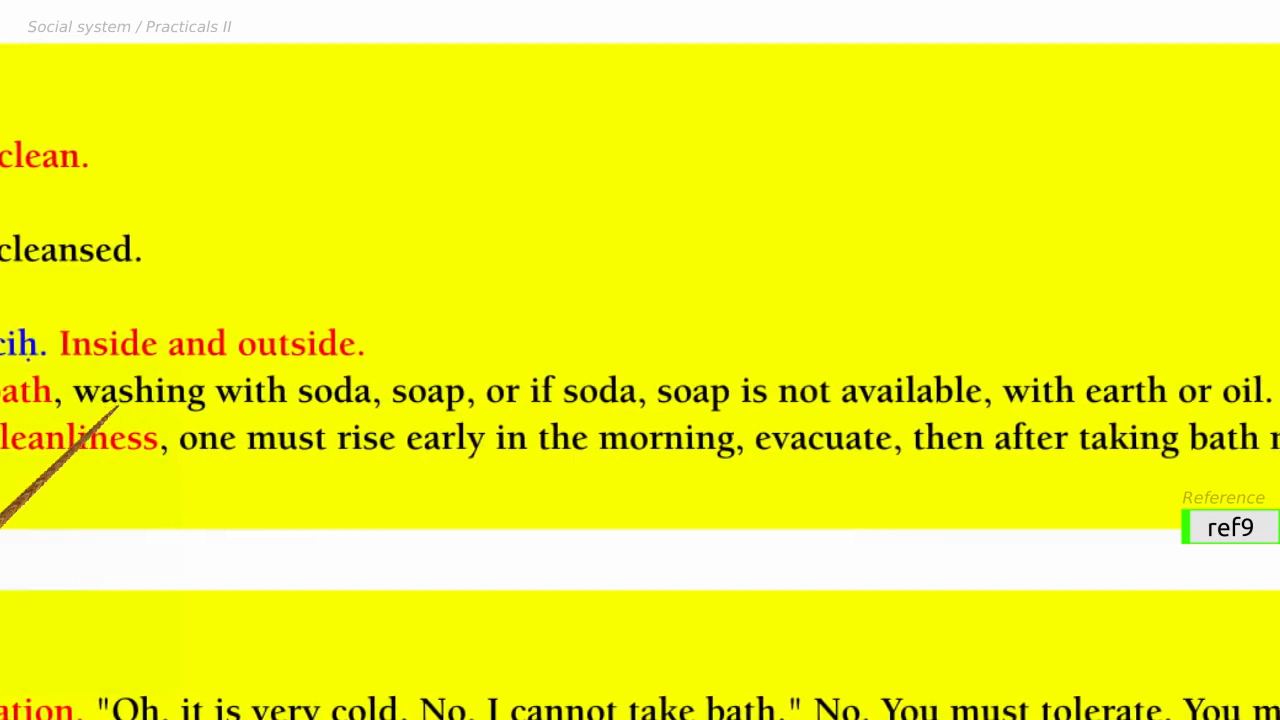 Social system / Practicals II
clean.
cleansed.
ciḥ. Inside and outside.
bath, washing with soda, soap, or if soda, soap is not available, with earth or oil.
leanliness, one must rise early in the morning, evacuate, then after taking bath
Reference
ref9
ation. "Oh, it is very cold. No, I cannot take bath." No. You must tolerate. You